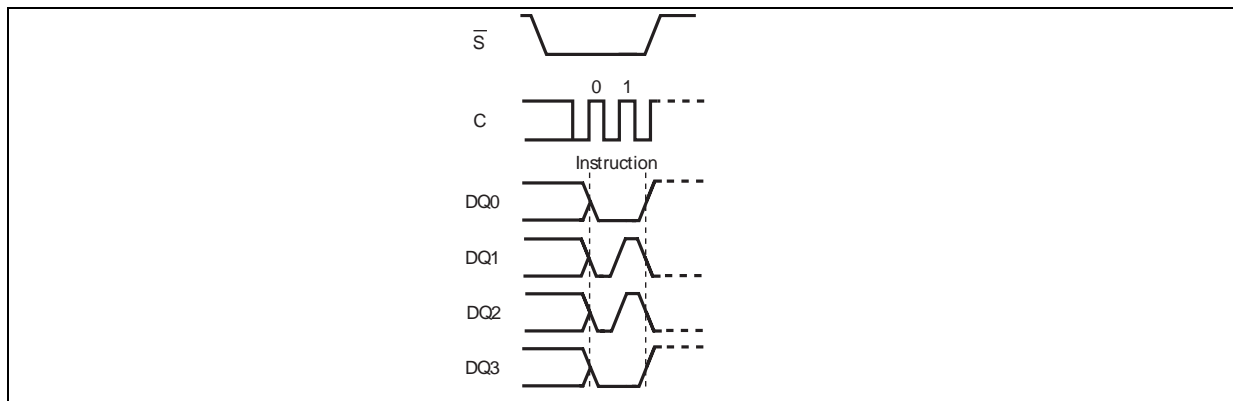 S̅
0 1
C
Instruction
DQ0
DQ1
DQ2
DQ3